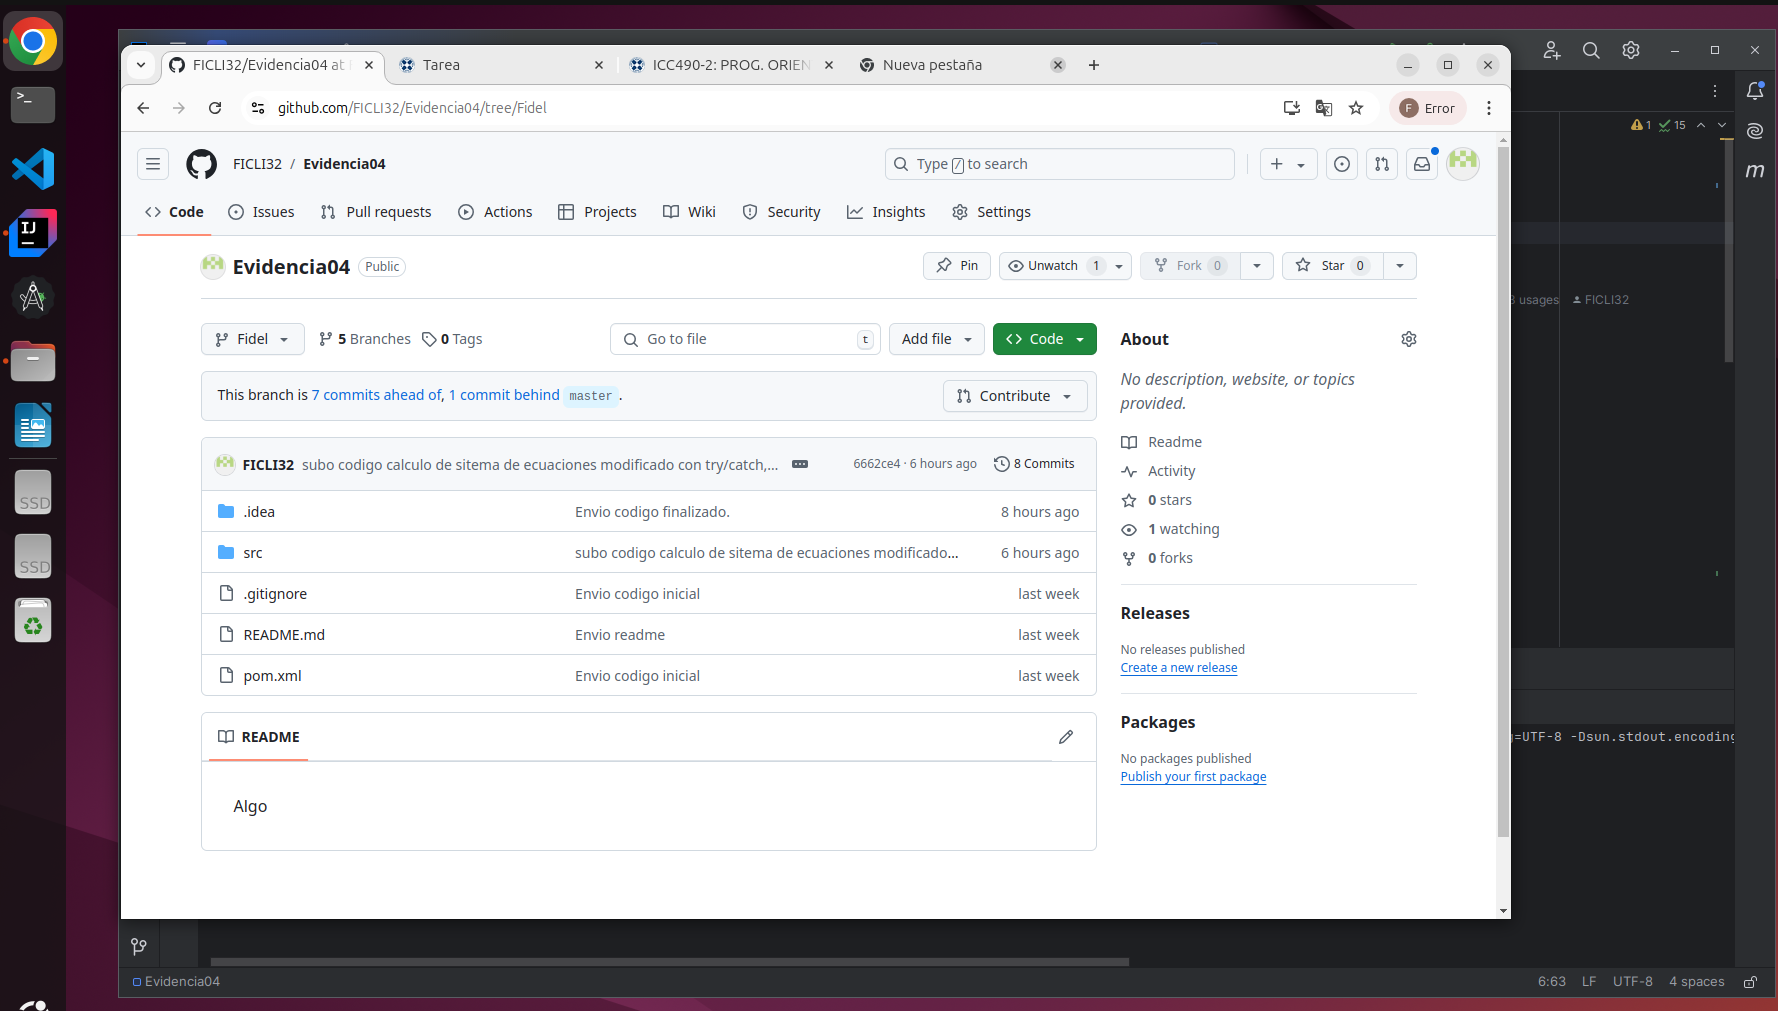 FICLI32/Evidencia04 at
Tarea
ICC490-2: PROG. ORIEN
Nueva pestaña
github.com/FICLI32/Evidencia04/tree/Fidel
F Error
FICLI32 / Evidencia04
Type / to search
Code
Issues
Pull requests
Actions
Projects
Wiki
Security
Insights
Settings
Evidencia04 Public
Pin
Unwatch 1
Fork 0
Star 0
Fidel
5 Branches
0 Tags
Go to file t
Add file
Code
This branch is 7 commits ahead of, 1 commit behind master.
Contribute
FICLI32 subo codigo calculo de sitema de ecuaciones modificado con try/catch,...
6662ce4 · 6 hours ago
8 Commits
.idea Envio codigo finalizado. 8 hours ago
src subo codigo calculo de sitema de ecuaciones modificado... 6 hours ago
.gitignore Envio codigo inicial last week
README.md Envio readme last week
pom.xml Envio codigo inicial last week
README
Algo
About
No description, website, or topics
provided.
Readme
Activity
0 stars
1 watching
0 forks
Releases
No releases published
Create a new release
Packages
No packages published
Publish your first package
1 15
usages FICLI32
=UTF-8 -Dsun.stdout.encoding
m
>_
IJ
SSD
SSD
Evidencia04
6:63 LF UTF-8 4 spaces